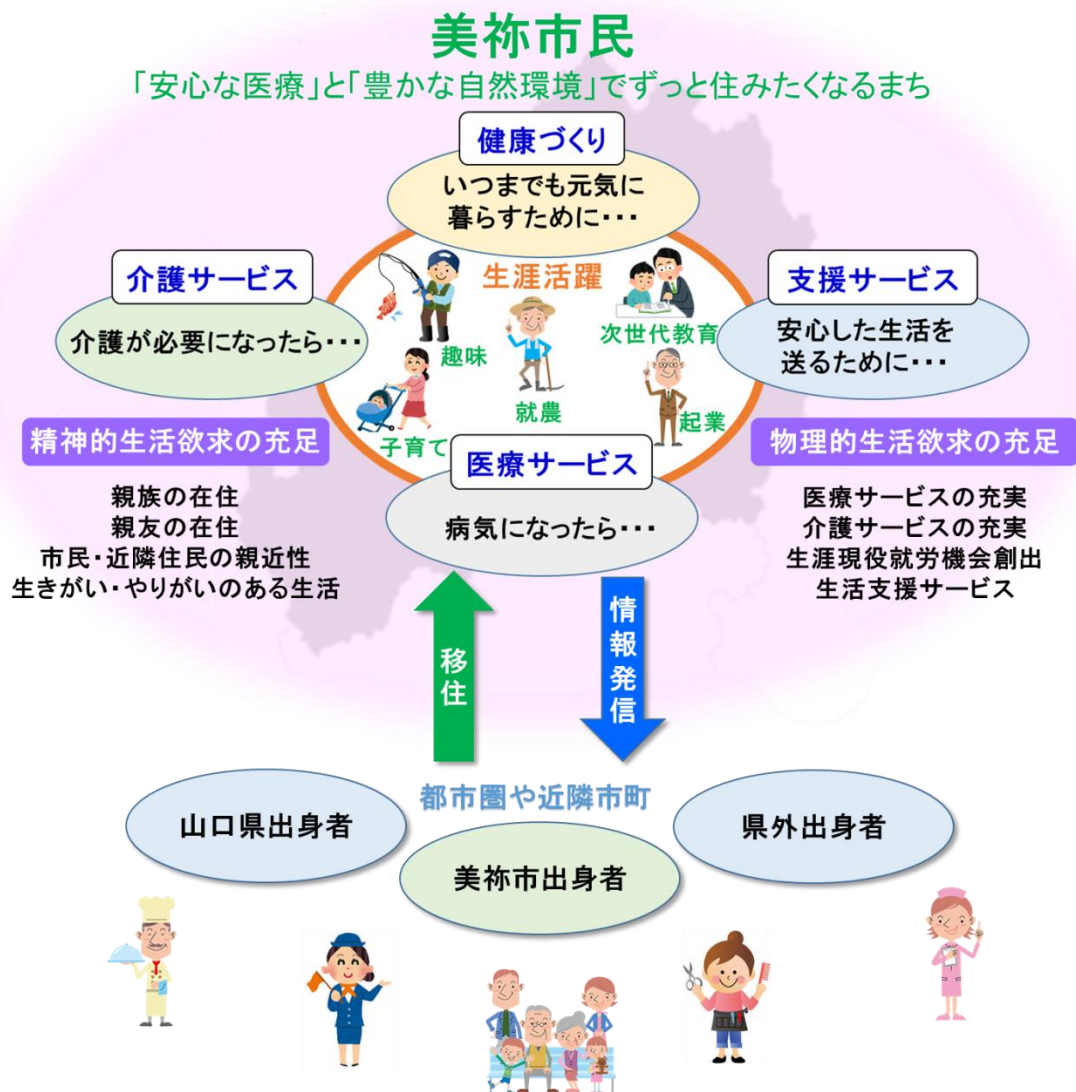 美祢市民
「安心な医療」と「豊かな自然環境」でずっと住みたくなるまち
健康づくり
いつまでも元気に
暮らすために・・・
介護サービス
介護が必要になったら・・・
支援サービス
安心した生活を
送るために・・・
生涯活躍
趣味
次世代教育
就農
子育て
起業
医療サービス
病気になったら・・・
精神的生活欲求の充足
親族の在住
親友の在住
市民・近隣住民の親近性
生きがい・やりがいのある生活
物理的生活欲求の充足
医療サービスの充実
介護サービスの充実
生涯現役就労機会創出
生活支援サービス
移住
情報発信
都市圏や近隣市町
山口県出身者
美祢市出身者
県外出身者